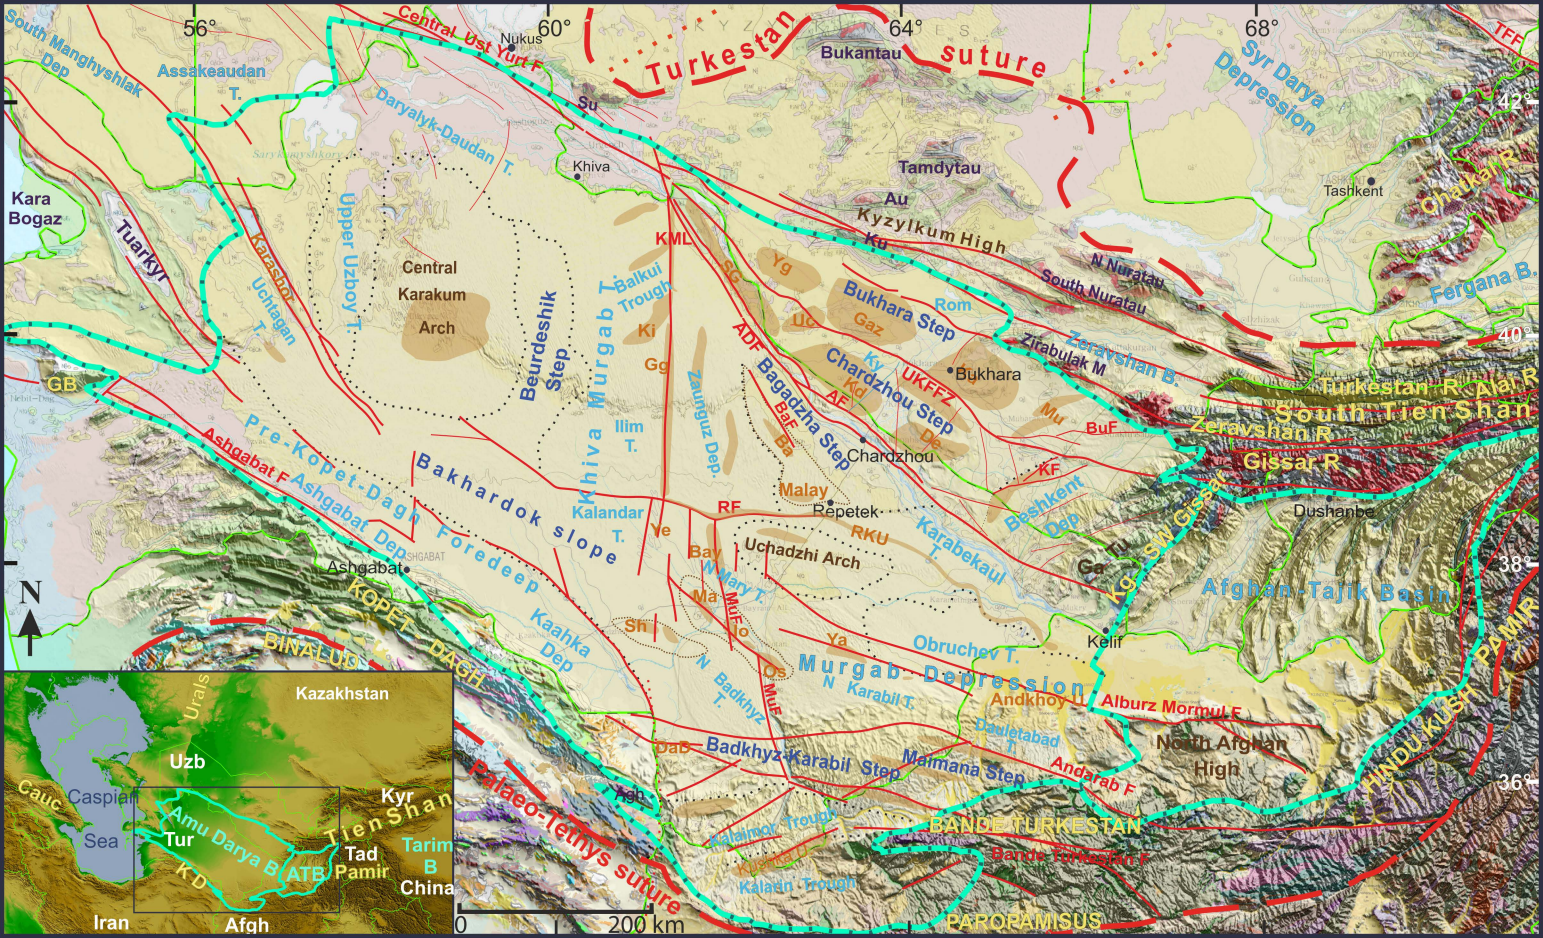 56°
60°
64°
68°
42°
40°
38°
36°
South Manghyshlak
Dep
Assakeaudan
T.
Central Ust Yurt F
Nukus
Turkestan
suture
Bukantau
Syr Darya
Depression
TFF
Su
Daryalyk-Daudan T.
Khiva
Tamdytau
Au
Kyzylkum High
Ku
Tashkent
Chatkal R
Kara
Bogaz
Tuarkyr
Karashor
Uchtagan
T
Upper Uzboy T
Central
Karakum
Arch
Beurdeshik
Step
Khiva Murgab T.
Balkui
Trough
KML
SG
Yg
N Nuratau
South Nuratau
Fergana B.
Ki
Gg
ADF
Uc
Bukhara Step
Gaz
Rom
Zirabulak M
Zeravshan B.
GB
Zaunguz Dep.
Bagadzha Step
Chardzhou Step
Ky
Kd
AF
UKFFZ
Bukhara
Mu
BuF
Turkestan R.
Alai R
South Tien Shan
Zeravshan R
Gissar R
Ashgabat F
Pre-Kopet-Dagh Foredeep
Ashgabat
Dep
Bakhardok slope
Ilim
T.
BaF
Ba
De
Chardzhou
KF
Malay
Repetek
Beshkent
Dep
Dushanbe
SW Gissar
Kalandar
T.
RF
Ye
RKU
Karabekaul
T
Ashgabat
ASHGABAT
Bay
Uchadzhi Arch
N Mary T.
Ga
Kg
Afghan-Tajik Basin
N
KOPET-
DAGH
BINALUD
Kaahka
Dep
Ma
MuF
Sh
Yo
Ya
Obruchev T.
Kelif
PAMIR
Os
N
Badkhyz
T.
MuF
Murgab Depression
N Karabil T.
Andkhoy U
Alburz Mormul F
Dauletabad
T
North Afghan
High
HINDU KUSH
DaD
Badkhyz-Karabil Step
Maimana Step
Andarab F
Agh
Palaeo-Tethys suture
Kalaimor Trough
BANDE TURKESTAN
Bande Turkestan F
Kalarin Trough
PAROPAMISUS
0
200 km
Urals
Kazakhstan
Uzb
Cauc
Caspian
Sea
Kyr
Tien Shan
Amu Darya B
Tur
ATB
Tad
Pamir
Tarim
B
China
K D
Iran
Afgh